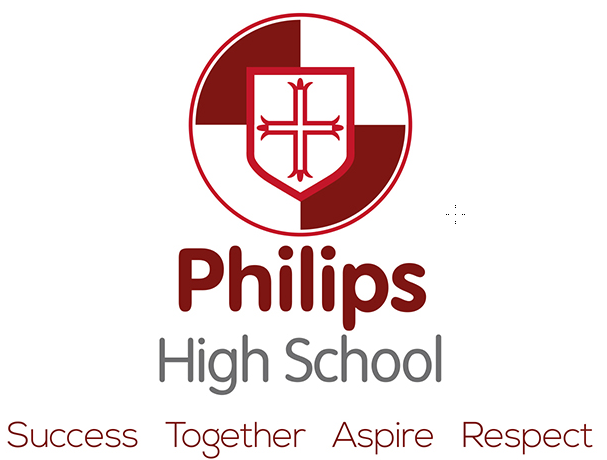 Philips
High School
Success Together Aspire Respect